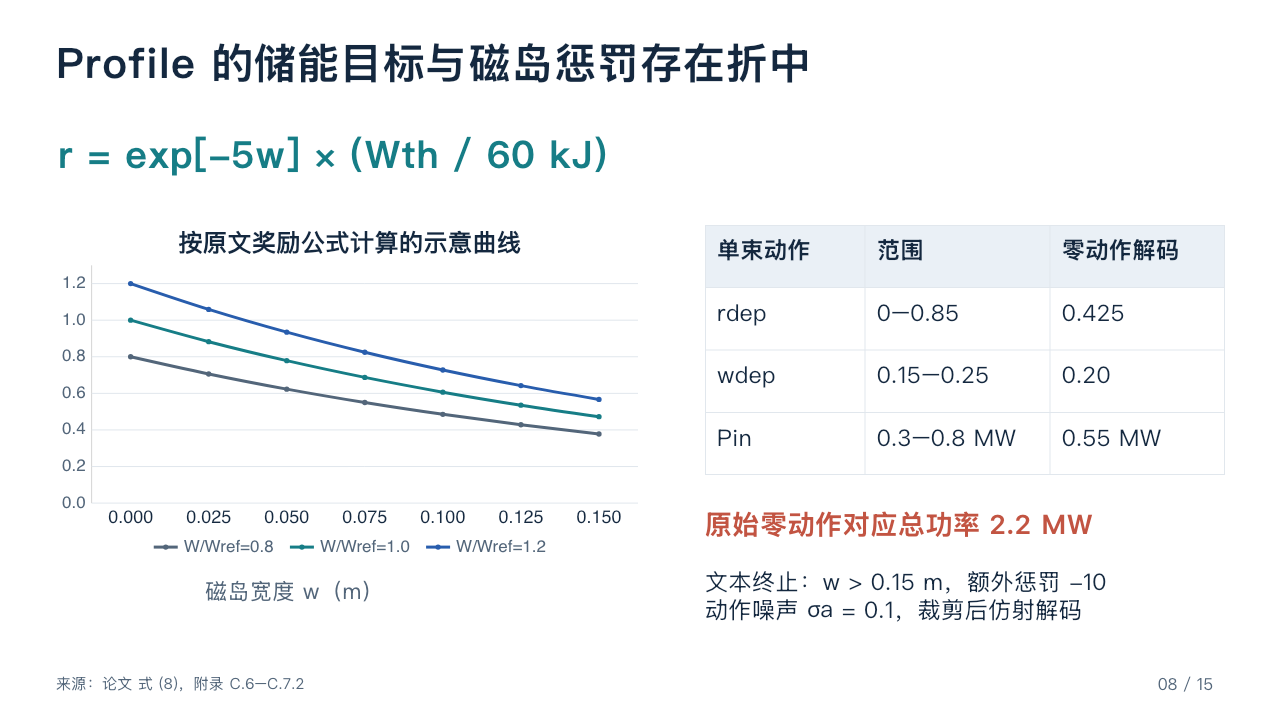 Profile 的储能目标与磁岛惩罚存在折中
r = exp[−5w] × (Wth / 60 kJ)
按原文奖励公式计算的示意曲线
1.2
1.0
0.8
0.6
0.4
0.2
0.0
0.000 0.025 0.050 0.075 0.100 0.125 0.150
W/Wref=0.8 W/Wref=1.0 W/Wref=1.2
磁岛宽度 w（m）
单束动作 范围 零动作解码
rdep 0—0.85 0.425
wdep 0.15—0.25 0.20
Pin 0.3—0.8 MW 0.55 MW
原始零动作对应总功率 2.2 MW
文本终止：w > 0.15 m，额外惩罚 −10
动作噪声 σa = 0.1，裁剪后仿射解码
来源：论文 式 (8)，附录 C.6—C.7.2
08 / 15